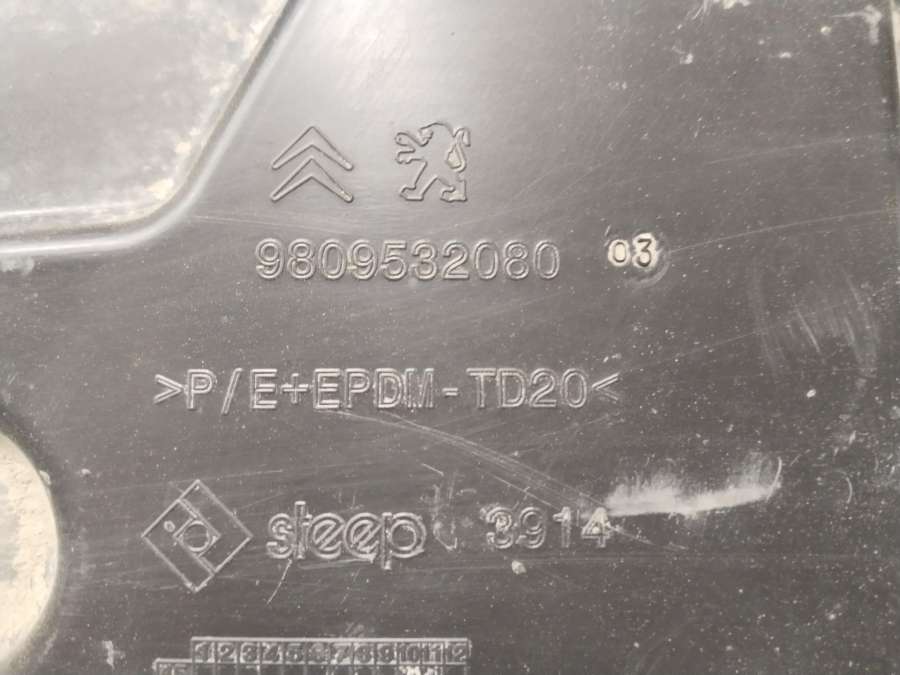 9809532080 03
>P/E+EPDM-TD20<
steep 3914
1 2 3 4 5 6 7 8 9 10 11 12